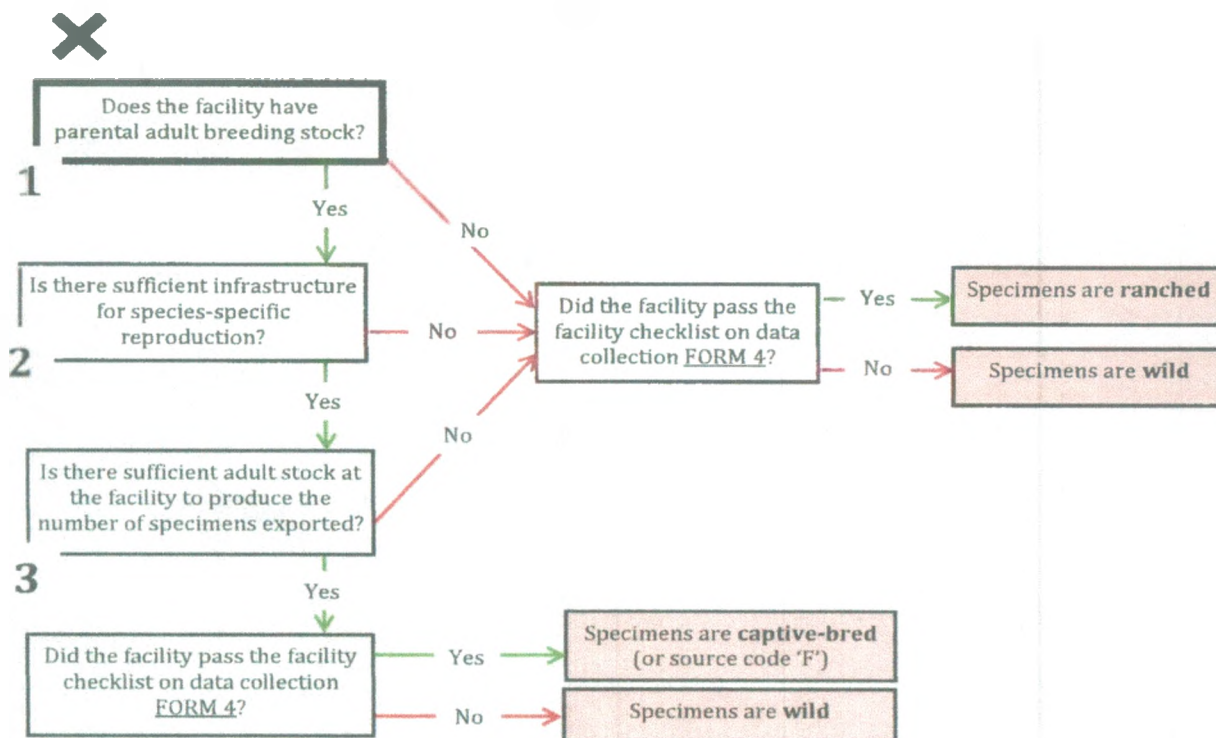 Does the facility have
parental adult breeding stock?
1
Yes
No
Is there sufficient infrastructure
for species-specific
reproduction?
2
No
Did the facility pass the
facility checklist on data
collection FORM 4?
Yes
Specimens are ranched
No
Specimens are wild
Yes
No
Is there sufficient adult stock at
the facility to produce the
number of specimens exported?
3
Yes
Did the facility pass the facility
checklist on data collection
FORM 4?
Yes
Specimens are captive-bred
(or source code 'F')
No
Specimens are wild